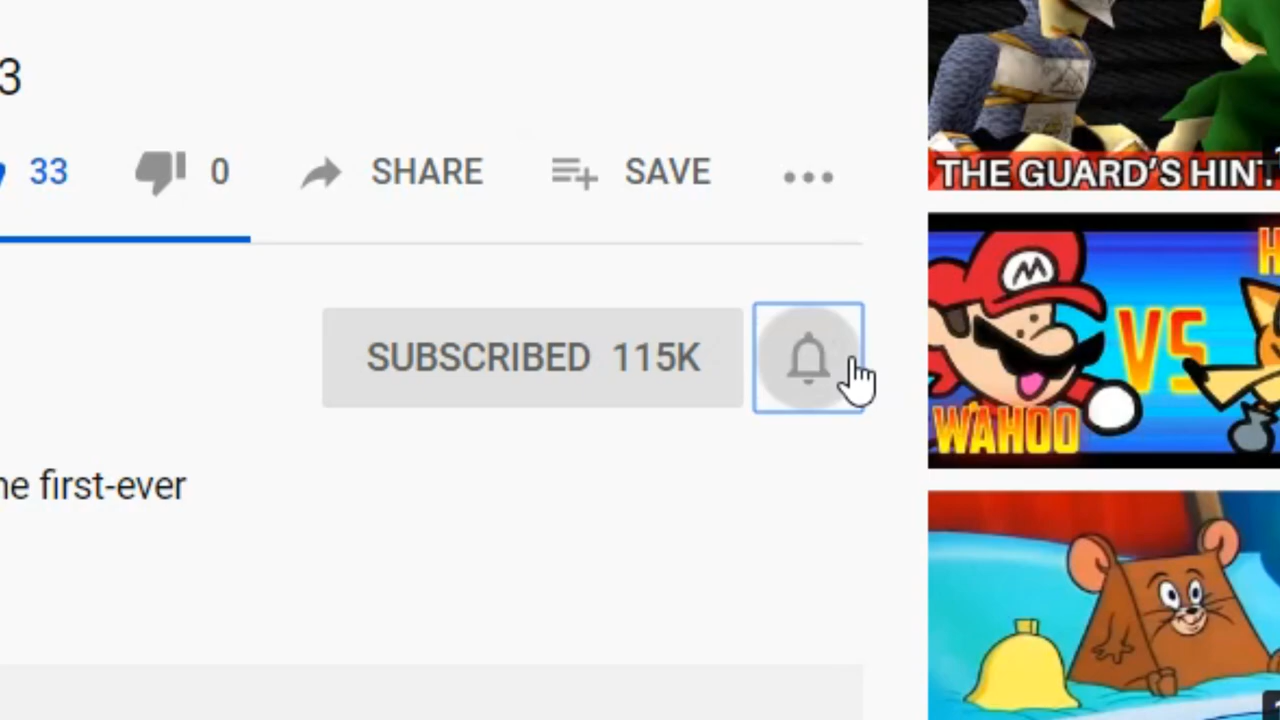 3
33 0 SHARE SAVE
SUBSCRIBED 115K
he first-ever
THE GUARD'S HINT
M
VS
H
WAHOO